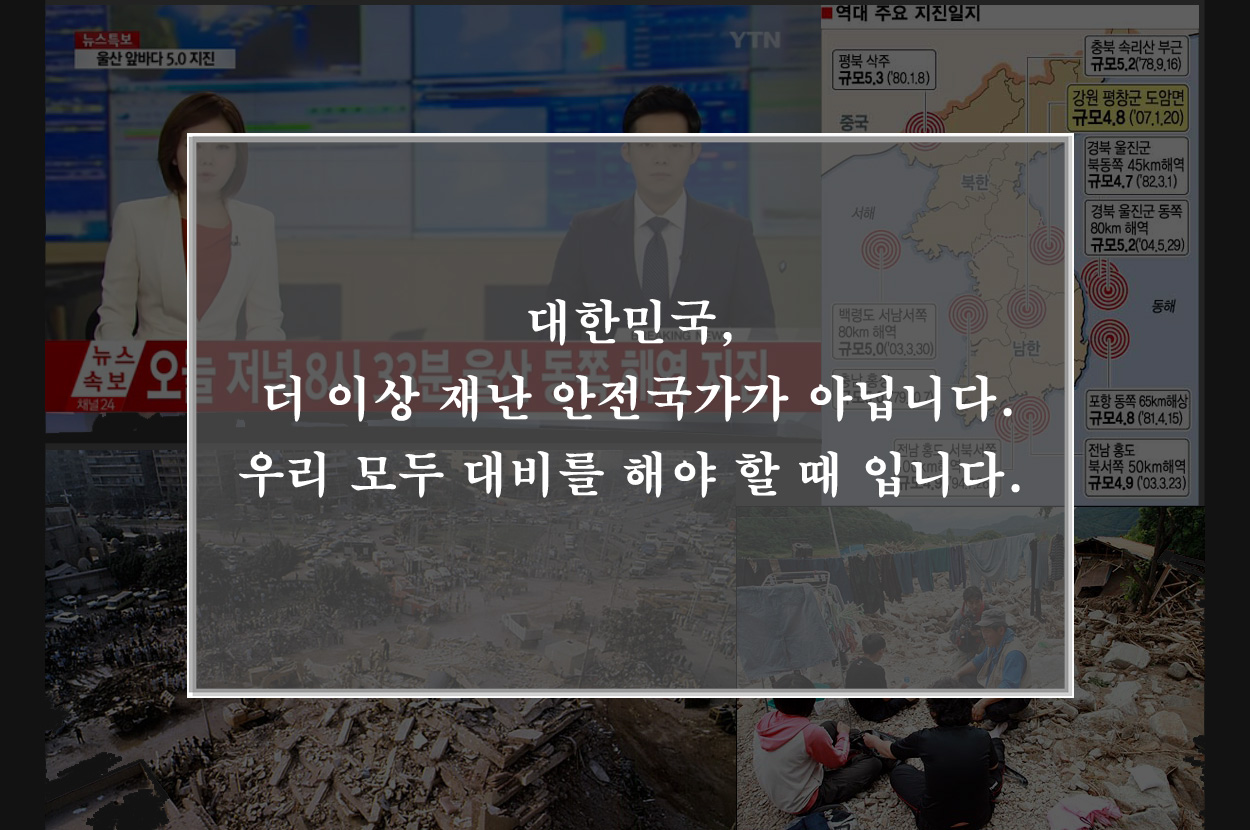 뉴스특보
울산 앞바다 5.0 지진
YTN
BREAKING NEWS
뉴스
속보
오늘 저녁 8시 33분 울산 동쪽 해역 지진
채널24
역대 주요 지진일지
평북 삭주
규모5.3 ('80.1.8)
충북 속리산 부근
규모5.2('78,9,16)
강원 평창군 도암면
규모4.8 ('07.1.20)
중국
경북 울진군
북동쪽 45km해역
규모4.7 ('82.3.1)
북한
서해
경북 울진군 동쪽
80km 해역
규모5.2('04.5.29)
동해
백령도 서남서쪽
80km 해역
규모5.0('03,3,30)
남한
포항 동쪽 65km해상
규모4.8 ('81,4,15)
전남 홍도 서북서쪽
전남 홍도
북서쪽 50km해역
규모4.9 ('03.3.23)
대한민국,
더 이상 재난 안전국가가 아닙니다.
우리 모두 대비를 해야 할 때 입니다.